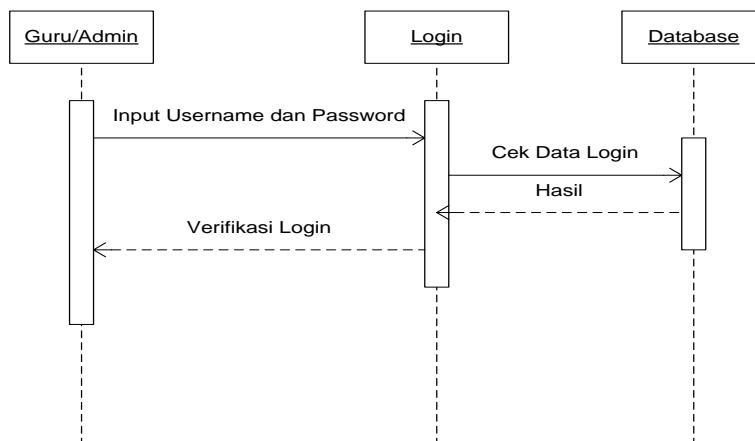 Guru/Admin
Login
Database
Input Username dan Password
Cek Data Login
Hasil
Verifikasi Login